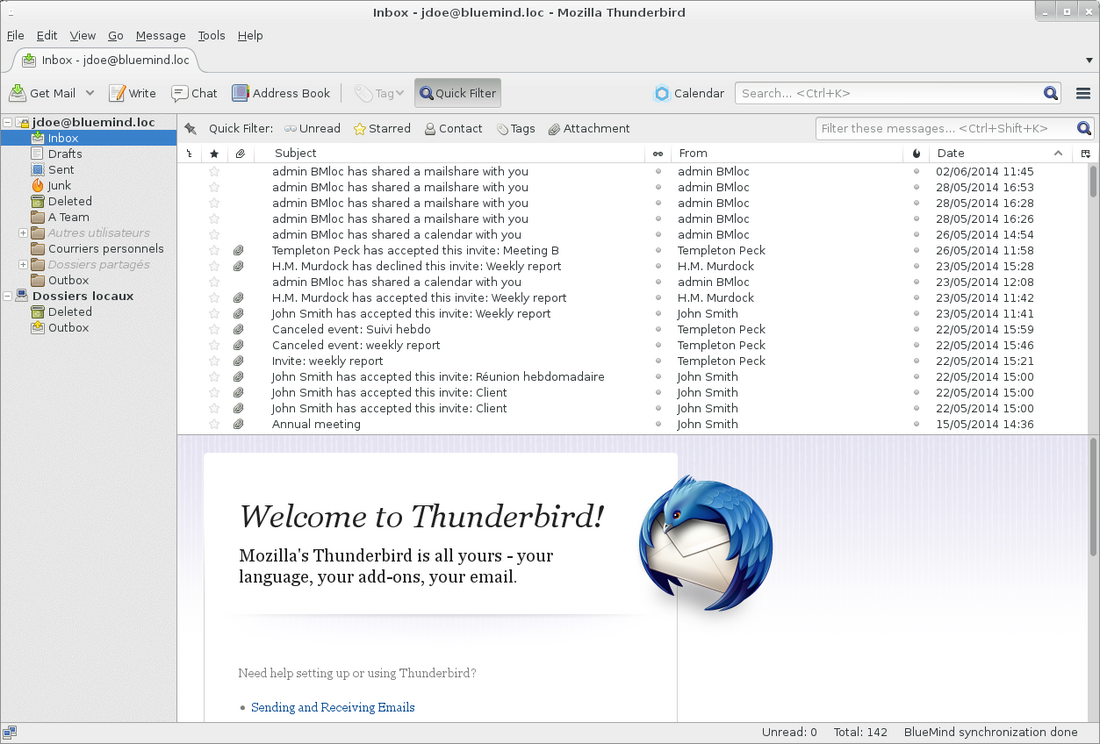 Inbox - jdoe@bluemind.loc - Mozilla Thunderbird
File Edit View Go Message Tools Help
Inbox - jdoe@bluemind.loc
Get Mail Write Chat Address Book Tag Quick Filter Calendar Search... <Ctrl+K>
jdoe@bluemind.loc
Inbox
Drafts
Sent
Junk
Deleted
A Team
Autres utilisateurs
Courriers personnels
Dossiers partagés
Outbox
Dossiers locaux
Deleted
Outbox
Quick Filter: Unread Starred Contact Tags Attachment Filter these messages... <Ctrl+Shift+K>
Subject From Date
admin BMloc has shared a mailshare with you admin BMloc 02/06/2014 11:45
admin BMloc has shared a mailshare with you admin BMloc 28/05/2014 16:53
admin BMloc has shared a mailshare with you admin BMloc 28/05/2014 16:28
admin BMloc has shared a mailshare with you admin BMloc 28/05/2014 16:26
admin BMloc has shared a calendar with you admin BMloc 26/05/2014 14:54
Templeton Peck has accepted this invite: Meeting B Templeton Peck 26/05/2014 11:58
H.M. Murdock has declined this invite: Weekly report H.M. Murdock 23/05/2014 15:28
admin BMloc has shared a calendar with you admin BMloc 23/05/2014 12:08
H.M. Murdock has accepted this invite: Weekly report H.M. Murdock 23/05/2014 11:42
John Smith has accepted this invite: Weekly report John Smith 23/05/2014 11:41
Canceled event: Suivi hebdo Templeton Peck 22/05/2014 15:59
Canceled event: weekly report Templeton Peck 22/05/2014 15:46
Invite: weekly report Templeton Peck 22/05/2014 15:21
John Smith has accepted this invite: Réunion hebdomadaire John Smith 22/05/2014 15:00
John Smith has accepted this invite: Client John Smith 22/05/2014 15:00
John Smith has accepted this invite: Client John Smith 22/05/2014 15:00
Annual meeting John Smith 15/05/2014 14:36
Welcome to Thunderbird!
Mozilla's Thunderbird is all yours - your
language, your add-ons, your email.
Need help setting up or using Thunderbird?
• Sending and Receiving Emails
Unread: 0 Total: 142 BlueMind synchronization done